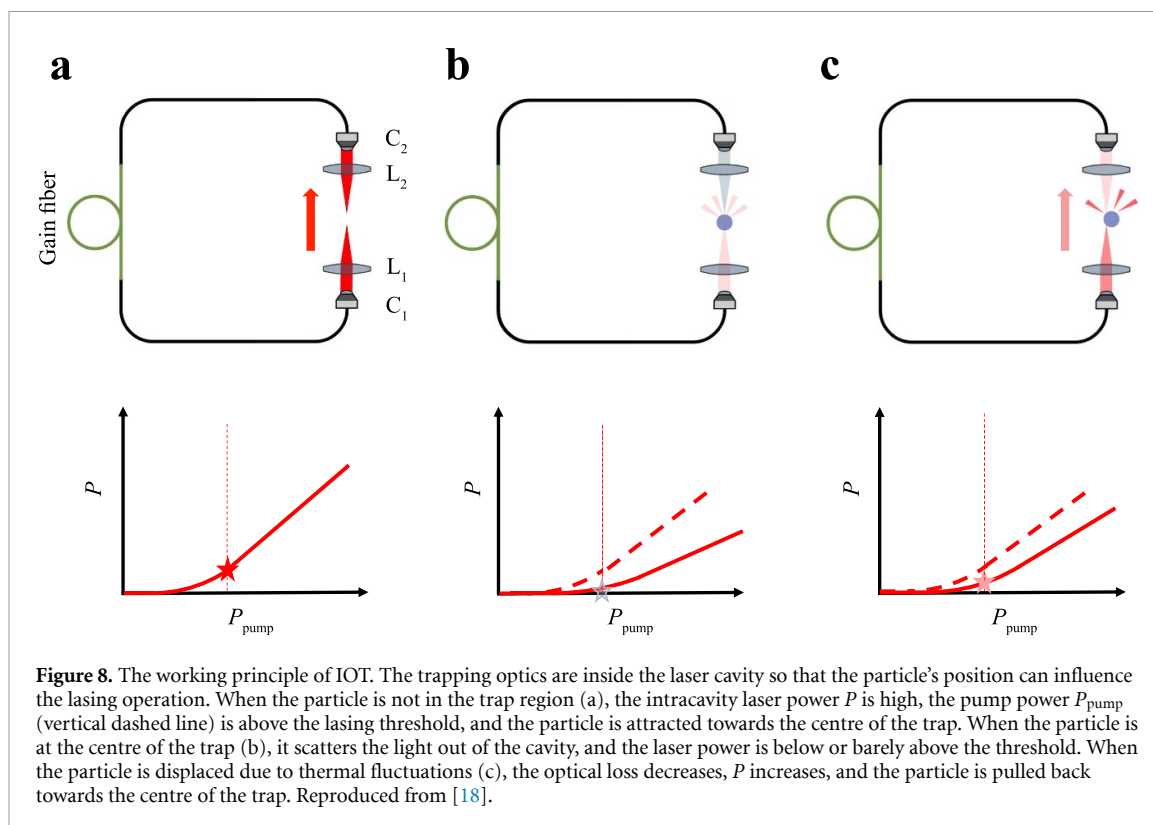 a
b
c
Gain fiber
C2
L2
L1
C1
P
Ppump
P
Ppump
P
Ppump
Figure 8. The working principle of IOT. The trapping optics are inside the laser cavity so that the particle's position can influence
the lasing operation. When the particle is not in the trap region (a), the intracavity laser power P is high, the pump power Ppump
(vertical dashed line) is above the lasing threshold, and the particle is attracted towards the centre of the trap. When the particle is
at the centre of the trap (b), it scatters the light out of the cavity, and the laser power is below or barely above the threshold. When
the particle is displaced due to thermal fluctuations (c), the optical loss decreases, P increases, and the particle is pulled back
towards the centre of the trap. Reproduced from [18].